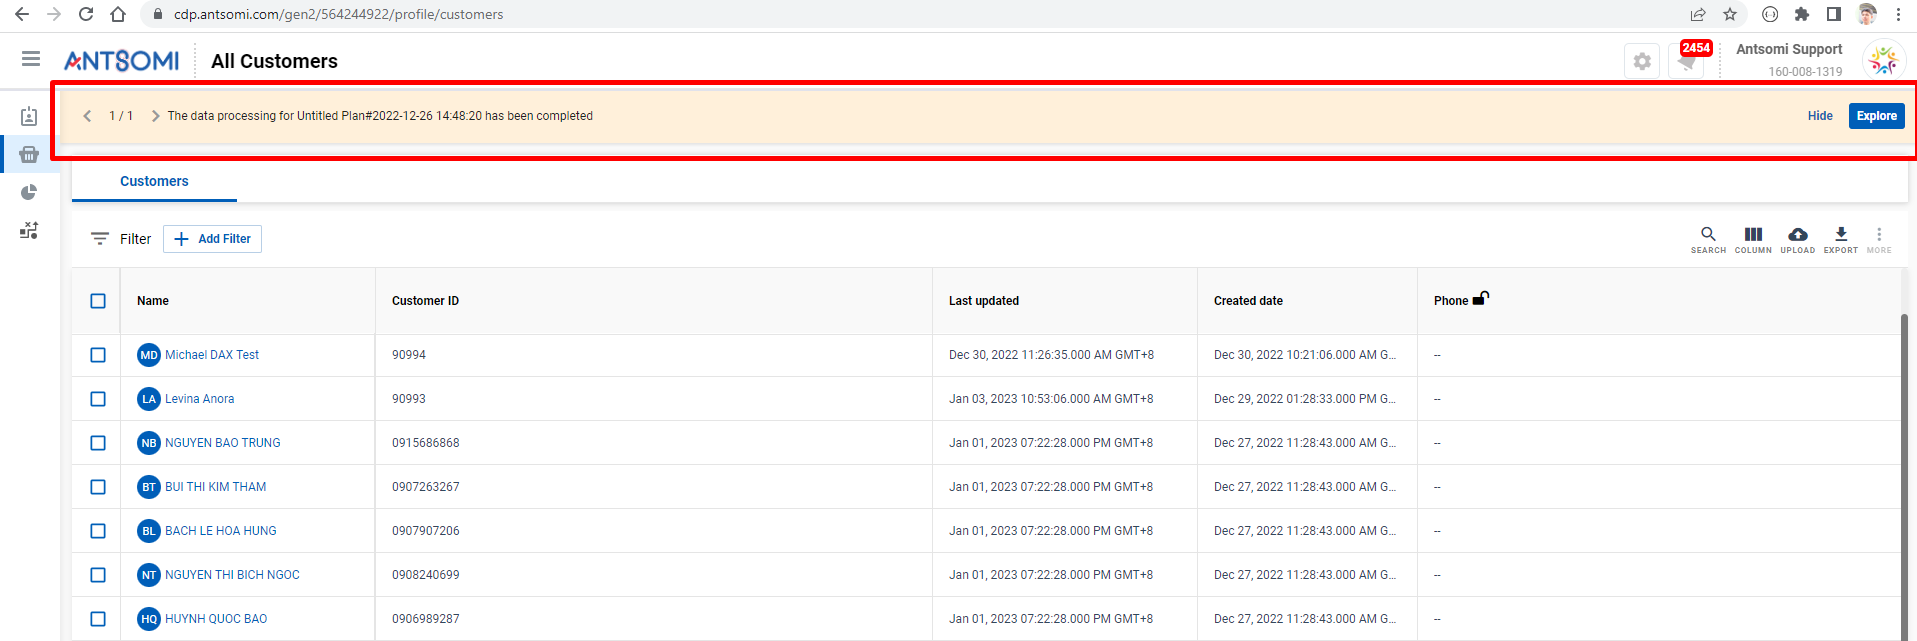 cdp.antsomi.com/gen2/564244922/profile/customers
ANTSOMI
All Customers
2454
Antsomi Support
160-008-1319
1 / 1
The data processing for Untitled Plan#2022-12-26 14:48:20 has been completed
Hide
Explore
Customers
Filter
Add Filter
SEARCH
COLUMN
UPLOAD
EXPORT
MORE
Name Customer ID Last updated Created date Phone
MD Michael DAX Test 90994 Dec 30, 2022 11:26:35.000 AM GMT+8 Dec 30, 2022 10:21:06.000 AM G... --
LA Levina Anora 90993 Jan 03, 2023 10:53:06.000 AM GMT+8 Dec 29, 2022 01:28:33.000 PM G... --
NB NGUYEN BAO TRUNG 0915686868 Jan 01, 2023 07:22:28.000 PM GMT+8 Dec 27, 2022 11:28:43.000 AM G... --
BT BUI THI KIM THAM 0907263267 Jan 01, 2023 07:22:28.000 PM GMT+8 Dec 27, 2022 11:28:43.000 AM G... --
BL BACH LE HOA HUNG 0907907206 Jan 01, 2023 07:22:28.000 PM GMT+8 Dec 27, 2022 11:28:43.000 AM G... --
NT NGUYEN THI BICH NGOC 0908240699 Jan 01, 2023 07:22:28.000 PM GMT+8 Dec 27, 2022 11:28:43.000 AM G... --
HQ HUYNH QUOC BAO 0906989287 Jan 01, 2023 07:22:28.000 PM GMT+8 Dec 27, 2022 11:28:43.000 AM G... --